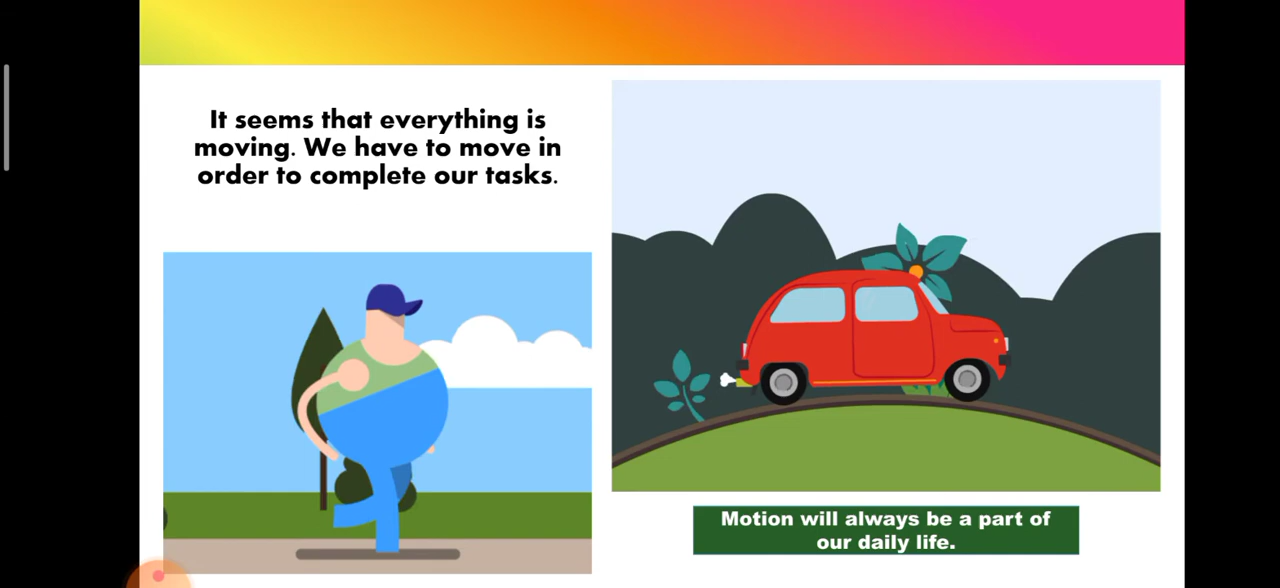 It seems that everything is
moving. We have to move in
order to complete our tasks.
Motion will always be a part of
our daily life.